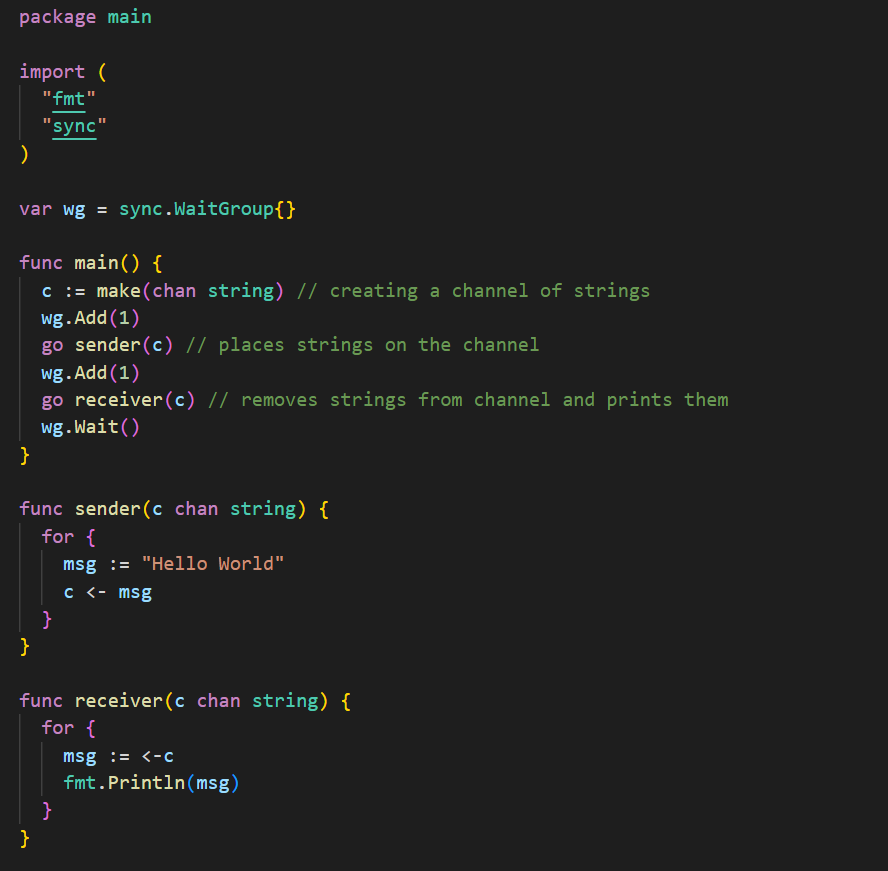 package main
import (
"fmt"
"sync"
)
var wg = sync.WaitGroup{}
func main() {
c := make(chan string) // creating a channel of strings
wg.Add(1)
go sender(c) // places strings on the channel
wg.Add(1)
go receiver(c) // removes strings from channel and prints them
wg.Wait()
}
func sender(c chan string) {
for {
msg := "Hello World"
c <- msg
}
}
func receiver(c chan string) {
for {
msg := <-c
fmt.Println(msg)
}
}